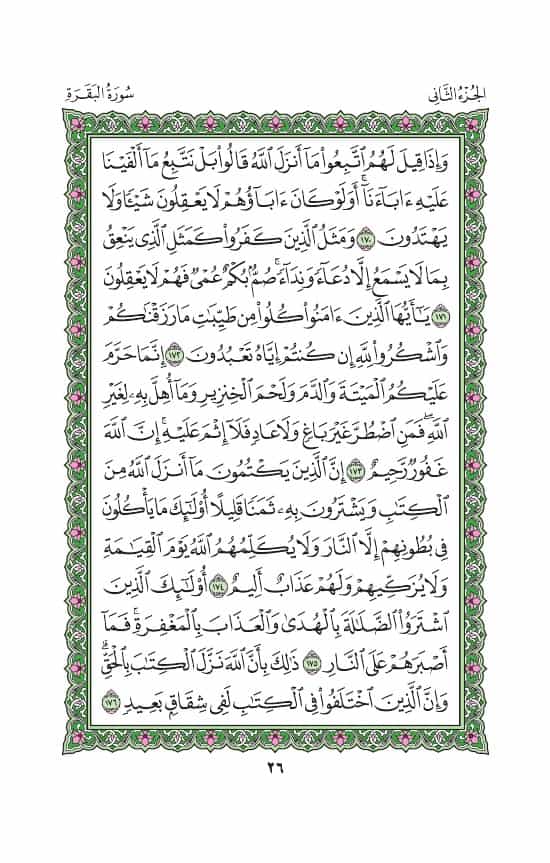 الجُزْءُ الثَّانِى
سُورَةُ البَقَرَةِ
وَإِذَا قِيلَ لَهُمُ ٱتَّبِعُواْ مَآ أَنزَلَ ٱللَّهُ قَالُواْ بَلْ نَتَّبِعُ مَآ أَلْفَيْنَا
عَلَيْهِ ءَابَآءَنَآۚ أَوَلَوْ كَانَ ءَابَآؤُهُمْ لَا يَعْقِلُونَ شَيْـًٔا وَلَا
يَهْتَدُونَ ١٧٠ وَمَثَلُ ٱلَّذِينَ كَفَرُواْ كَمَثَلِ ٱلَّذِى يَنْعِقُ
بِمَا لَا يَسْمَعُ إِلَّا دُعَآءً وَنِدَآءًۚ صُمُّۢ بُكْمٌ عُمْىٌ فَهُمْ لَا يَعْقِلُونَ
١٧١ يَـٰٓأَيُّهَا ٱلَّذِينَ ءَامَنُواْ كُلُواْ مِن طَيِّبَـٰتِ مَا رَزَقْنَـٰكُمْ
وَٱشْكُرُواْ لِلَّهِ إِن كُنتُمْ إِيَّاهُ تَعْبُدُونَ ١٧٢ إِنَّمَا حَرَّمَ
عَلَيْكُمُ ٱلْمَيْتَةَ وَٱلدَّمَ وَلَحْمَ ٱلْخِنزِيرِ وَمَآ أُهِلَّ بِهِۦ لِغَيْرِ
ٱللَّهِۖ فَمَنِ ٱضْطُرَّ غَيْرَ بَاغٍ وَلَا عَادٍ فَلَآ إِثْمَ عَلَيْهِۚ إِنَّ ٱللَّهَ
غَفُورٌ رَّحِيمٌ ١٧٣ إِنَّ ٱلَّذِينَ يَكْتُمُونَ مَآ أَنزَلَ ٱللَّهُ مِنَ
ٱلْكِتَـٰبِ وَيَشْتَرُونَ بِهِۦ ثَمَنًا قَلِيلًا أُوْلَـٰٓئِكَ مَا يَأْكُلُونَ
فِى بُطُونِهِمْ إِلَّا ٱلنَّارَ وَلَا يُكَلِّمُهُمُ ٱللَّهُ يَوْمَ ٱلْقِيَـٰمَةِ
وَلَا يُزَكِّيهِمْ وَلَهُمْ عَذَابٌ أَلِيمٌ ١٧٤ أُوْلَـٰٓئِكَ ٱلَّذِينَ
ٱشْتَرَوُاْ ٱلضَّلَـٰلَةَ بِٱلْهُدَىٰ وَٱلْعَذَابَ بِٱلْمَغْفِرَةِۚ فَمَآ
أَصْبَرَهُمْ عَلَى ٱلنَّارِ ١٧٥ ذَٰلِكَ بِأَنَّ ٱللَّهَ نَزَّلَ ٱلْكِتَـٰبَ بِٱلْحَقِّۗ
وَإِنَّ ٱلَّذِينَ ٱخْتَلَفُواْ فِى ٱلْكِتَـٰبِ لَفِى شِقَاقٍۭ بَعِيدٍ ١٧٦
٢٦